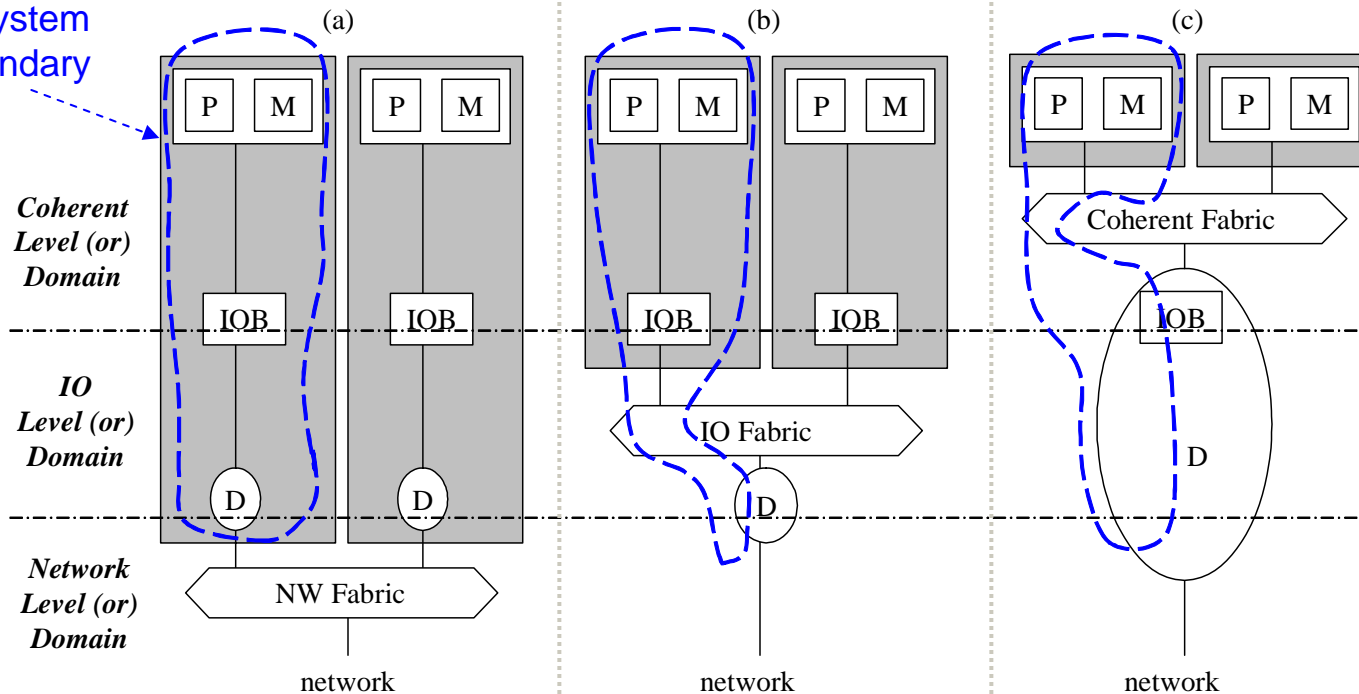 ystem
ndary
(a)
(b)
(c)
P M P M
P M P M
P M P M
Coherent
Level (or)
Domain
Coherent Fabric
IOB IOB
IOB IOB
IOB
IO
Level (or)
Domain
IO Fabric
D D
D
D
Network
Level (or)
Domain
NW Fabric
network
network
network